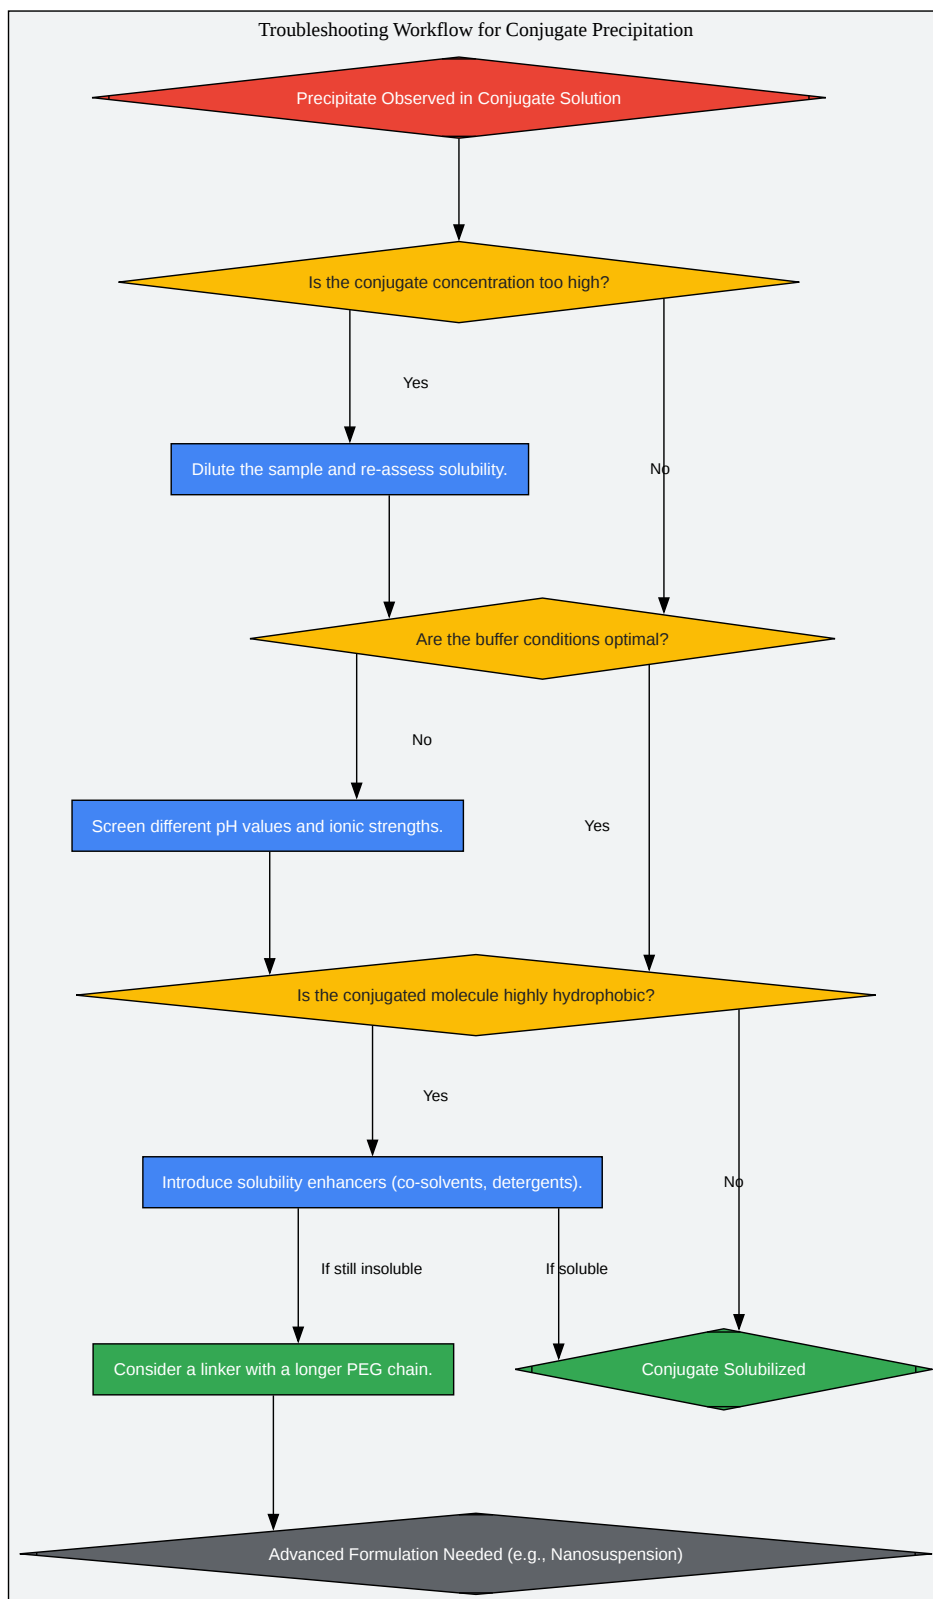 Troubleshooting Workflow for Conjugate Precipitation
Precipitate Observed in Conjugate Solution
Is the conjugate concentration too high?
Yes
Dilute the sample and re-assess solubility.
No
Are the buffer conditions optimal?
No
Screen different pH values and ionic strengths.
Yes
Is the conjugated molecule highly hydrophobic?
Yes
Introduce solubility enhancers (co-solvents, detergents).
No
If still insoluble
If soluble
Consider a linker with a longer PEG chain.
Conjugate Solubilized
Advanced Formulation Needed (e.g., Nanosuspension)